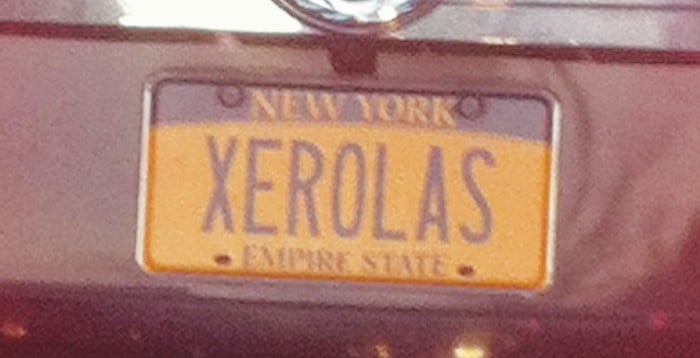 NEW YORK
XEROLAS
EMPIRE STATE